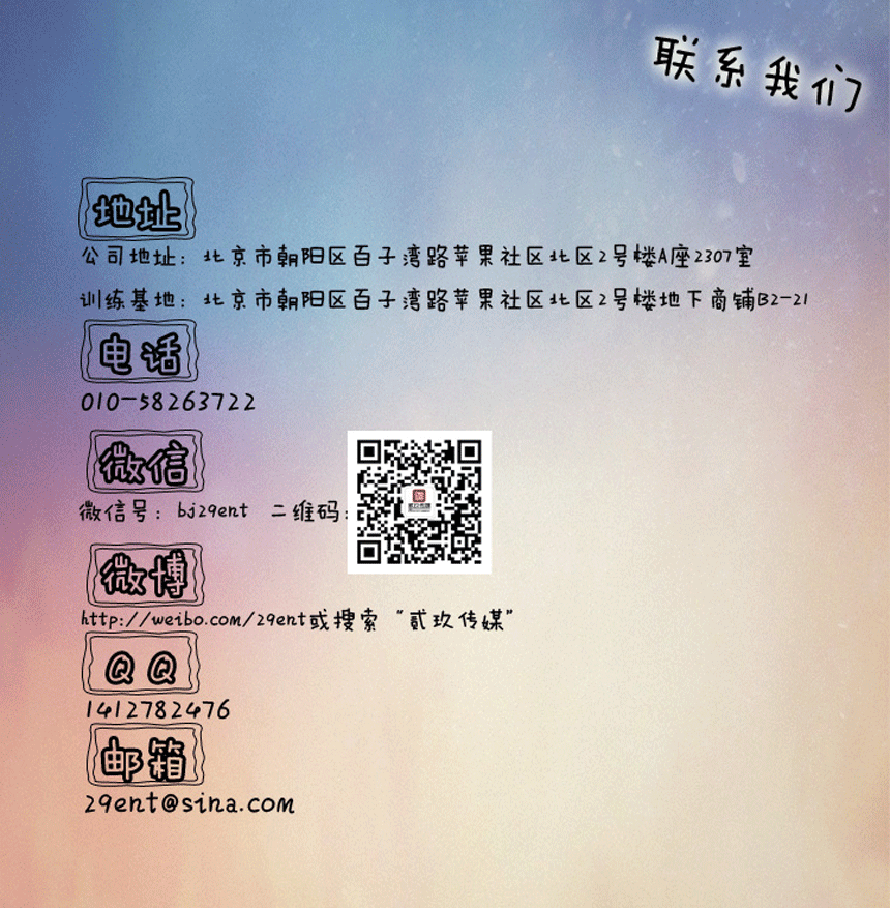 联系我们
地址
公司地址：北京市朝阳区百子湾路苹果社区北区2号楼A座2307室
训练基地：北京市朝阳区百子湾路苹果社区北区2号楼地下商铺B2-21
电话
010-58263722
微信
微信号：bj29ent 二维码：
微博
http://weibo.com/29ent或搜索“贰玖传媒”
QQ
1412782476
邮箱
29ent@sina.com